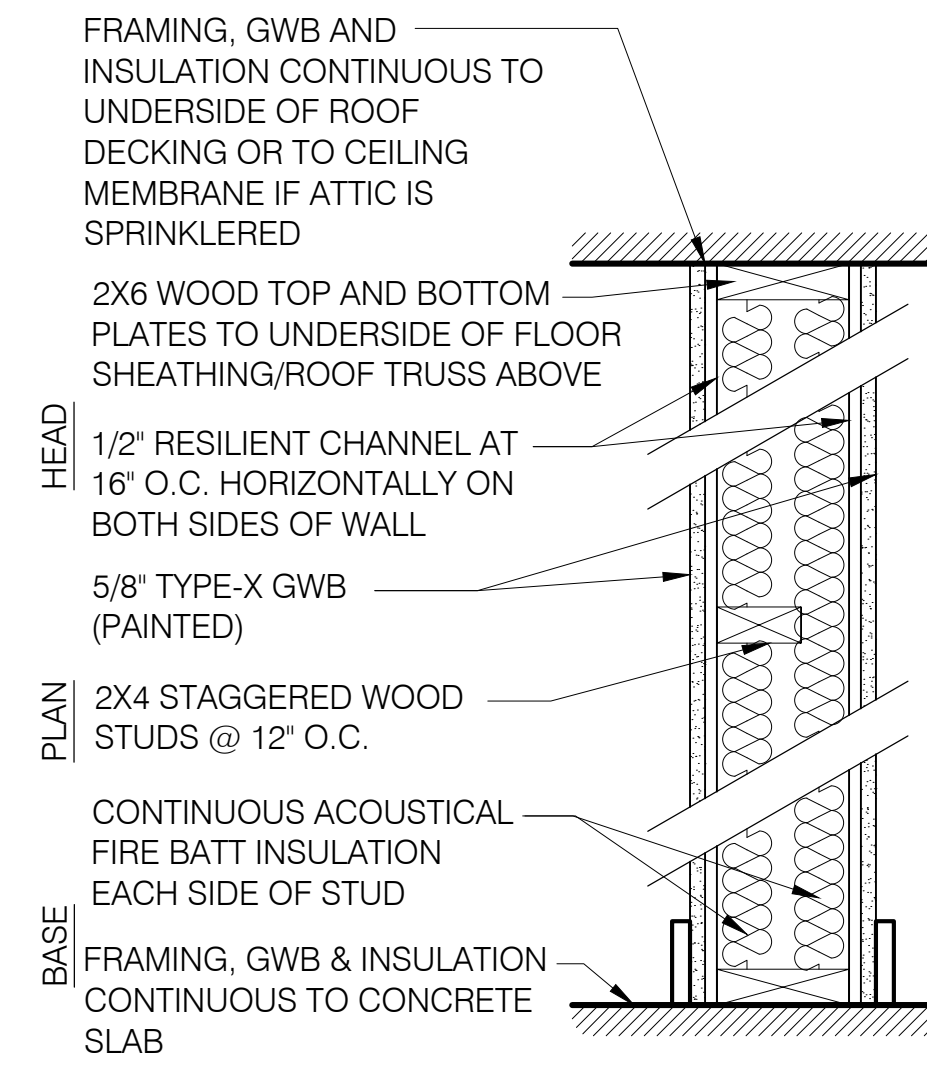 FRAMING, GWB AND
INSULATION CONTINUOUS TO
UNDERSIDE OF ROOF
DECKING OR TO CEILING
MEMBRANE IF ATTIC IS
SPRINKLERED
2X6 WOOD TOP AND BOTTOM
PLATES TO UNDERSIDE OF FLOOR
SHEATHING/ROOF TRUSS ABOVE
HEAD
1/2" RESILIENT CHANNEL AT
16" O.C. HORIZONTALLY ON
BOTH SIDES OF WALL
5/8" TYPE-X GWB
(PAINTED)
PLAN
2X4 STAGGERED WOOD
STUDS @ 12" O.C.
CONTINUOUS ACOUSTICAL
FIRE BATT INSULATION
EACH SIDE OF STUD
BASE
FRAMING, GWB & INSULATION
CONTINUOUS TO CONCRETE
SLAB